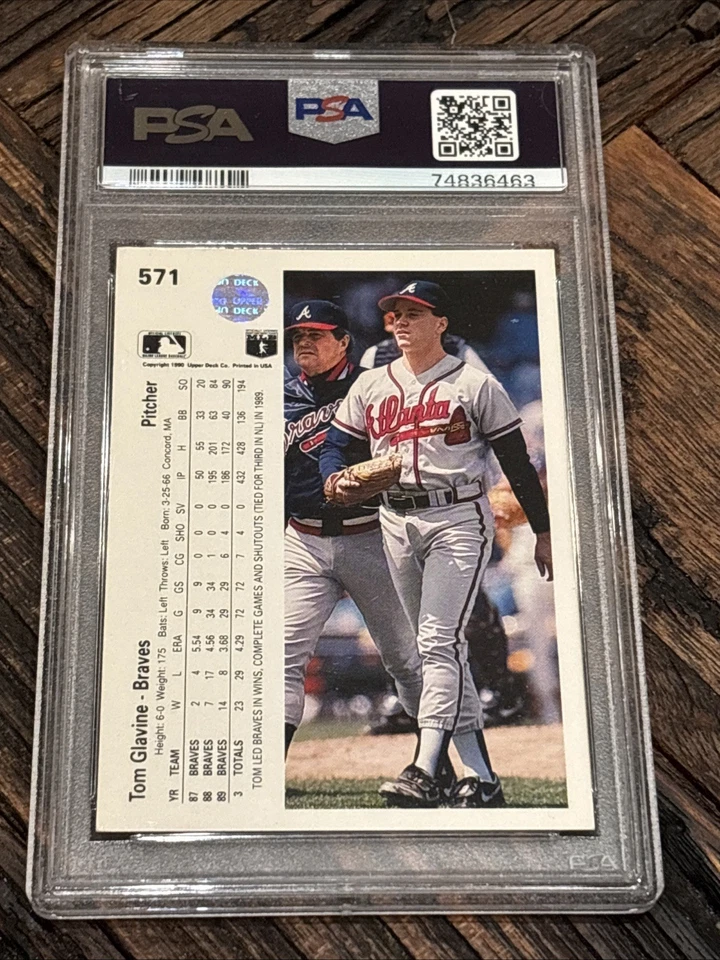 PSA
PSA
74836463
571
UPPER DECK
Copyright 1990 Upper Deck Co. Printed in USA
Tom Glavine - Braves Pitcher
Height: 6-0 Weight: 175 Bats: Left Throws: Left Born: 3-25-66 Concord, MA
YR TEAM W L ERA G GS CG SHO SV IP H BB SO
87 BRAVES 2 4 5.54 9 9 0 0 0 50 55 33 20
88 BRAVES 7 17 4.56 34 34 1 0 0 195 201 63 84
89 BRAVES 14 8 3.68 29 29 6 4 0 186 172 40 90
3 TOTALS 23 29 4.29 72 72 7 4 0 432 428 136 194
TOM LED BRAVES IN WINS, COMPLETE GAMES AND SHUTOUTS (TIED FOR THIRD IN NL) IN 1989.
A
A
Braves
Atlanta
PSA